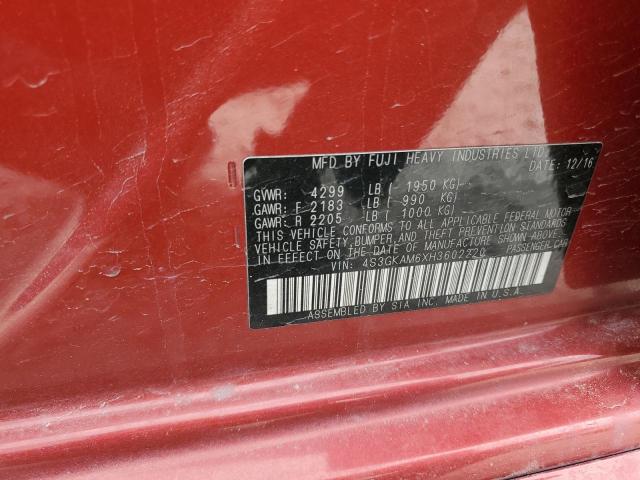 MFD BY FUJI HEAVY INDUSTRIES LTD.
DATE: 12/16
GVWR: 4299 LB ( 1950 KG)
GAWR: F 2183 LB ( 990 KG)
GAWR: R 2205 LB ( 1000 KG)
THIS VEHICLE CONFORMS TO ALL APPLICABLE FEDERAL MOTOR
VEHICLE SAFETY, BUMPER, AND THEFT PREVENTION STANDARDS
IN EFFECT ON THE DATE OF MANUFACTURE SHOWN ABOVE.
VIN: 4S3GKAM6XH3602720 PASSENGER CAR
ASSEMBLED BY SIA INC. MADE IN U.S.A.